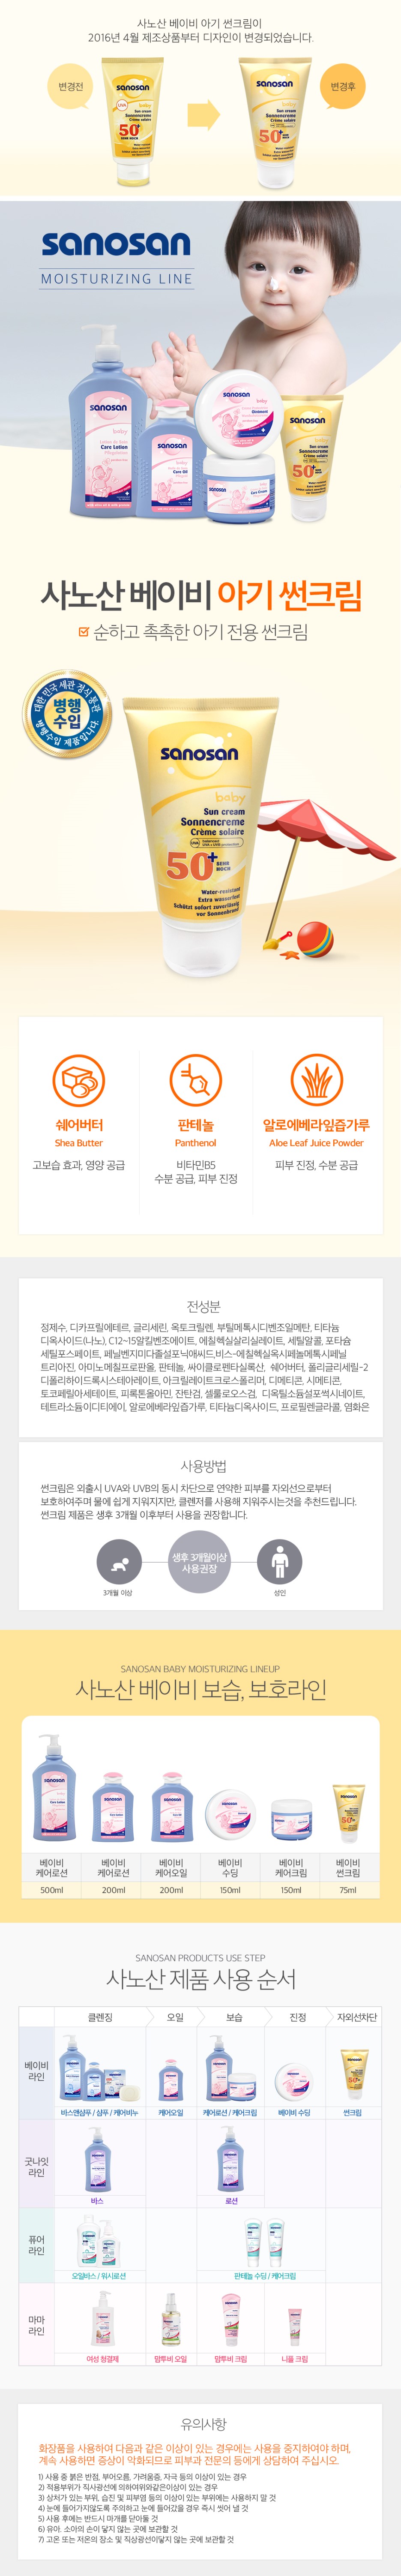 사노산 베이비 아기 썬크림이
2016년 4월 제조상품부터 디자인이 변경되었습니다.
변경전
변경후
sanosan
baby
Sun cream
Sonnencreme
Crème solaire
50+
sanosan
baby
Sun cream
Sonnencreme
Crème solaire
50+
sanosan
MOISTURIZING LINE
sanosan
baby
Care Lotion
sanosan
baby
Care Oil
sanosan
baby
Ointment
sanosan
baby
Care Cream
sanosan
baby
Sun cream
Sonnencreme
Crème solaire
50+
사노산 베이비 아기 썬크림
순하고 촉촉한 아기 전용 썬크림
대한민국 세관 정식 통관
병행
수입
병행수입 제품입니다.
sanosan
baby
Sun cream
Sonnencreme
Crème solaire
UVA
50+ SEHR
HOCH
Water-resistant
Extra wasserfest
Schützt sofort zuverlässig
vor Sonnenbrand
쉐어버터
Shea Butter
고보습 효과, 영양 공급
판테놀
Panthenol
비타민B5
수분 공급, 피부 진정
알로에베라잎즙가루
Aloe Leaf Juice Powder
피부 진정, 수분 공급
전성분
정제수, 디카프릴에테르, 글리세린, 옥토크릴렌, 부틸메톡시디벤조일메탄, 티타늄
디옥사이드(나노), C12~15알킬벤조에이트, 에칠헥실살리실레이트, 세틸알콜, 포타슘
세틸포스페이트, 페닐벤지미다졸설포닉애씨드,비스-에칠헥실옥시페놀메톡시페닐
트리아진, 아미노메칠프로판올, 판테놀, 싸이클로펜타실록산, 쉐어버터, 폴리글리세릴-2
디폴리하이드록시스테아레이트, 아크릴레이트크로스폴리머, 디메티콘, 시메티콘,
토코페릴아세테이트, 피록톤올아민, 잔탄검, 셀룰로오스검, 디옥틸소듐설포썩시네이트,
테트라소듐이디티에이, 알로에베라잎즙가루, 티타늄디옥사이드, 프로필렌글라콜, 염화은
사용방법
썬크림은 외출시 UVA와 UVB의 동시 차단으로 연약한 피부를 자외선으로부터
보호하여주며 물에 쉽게 지워지지만, 클렌저를 사용해 지워주시는것을 추천드립니다.
썬크림 제품은 생후 3개월 이후부터 사용을 권장합니다.
생후 3개월이상
사용권장
3개월 이상
성인
SANOSAN BABY MOISTURIZING LINEUP
사노산 베이비 보습, 보호라인
베이비
케어로션
베이비
케어로션
베이비
케어오일
베이비
수딩
베이비
케어크림
베이비
썬크림
500ml
200ml
200ml
150ml
150ml
75ml
SANOSAN PRODUCTS USE STEP
사노산 제품 사용 순서
클렌징
오일
보습
진정
자외선차단
베이비
라인
바스앤샴푸 / 샴푸 / 케어비누
케어오일
케어로션 / 케어크림
베이비 수딩
썬크림
굿나잇
라인
바스
로션
퓨어
라인
오일바스 / 워시로션
판테놀 수딩 / 케어크림
마마
라인
여성 청결제
맘투비 오일
맘투비 크림
니플 크림
유의사항
화장품을 사용하여 다음과 같은 이상이 있는 경우에는 사용을 중지하여야 하며,
계속 사용하면 증상이 악화되므로 피부과 전문의 등에게 상담하여 주십시오.
1) 사용 중 붉은 반점, 부어오름, 가려움증, 자극 등의 이상이 있는 경우
2) 적용부위가 직사광선에 의하여위와같은이상이 있는 경우
3) 상처가 있는 부위, 습진 및 피부염 등의 이상이 있는 부위에는 사용하지 말 것
4) 눈에 들어가지않도록 주의하고 눈에 들어갔을 경우 즉시 씻어 낼 것
5) 사용 후에는 반드시 마개를 닫아둘 것
6) 유아. 소아의 손이 닿지 않는 곳에 보관할 것
7) 고온 또는 저온의 장소 및 직상광선이닿지 않는 곳에 보관할 것